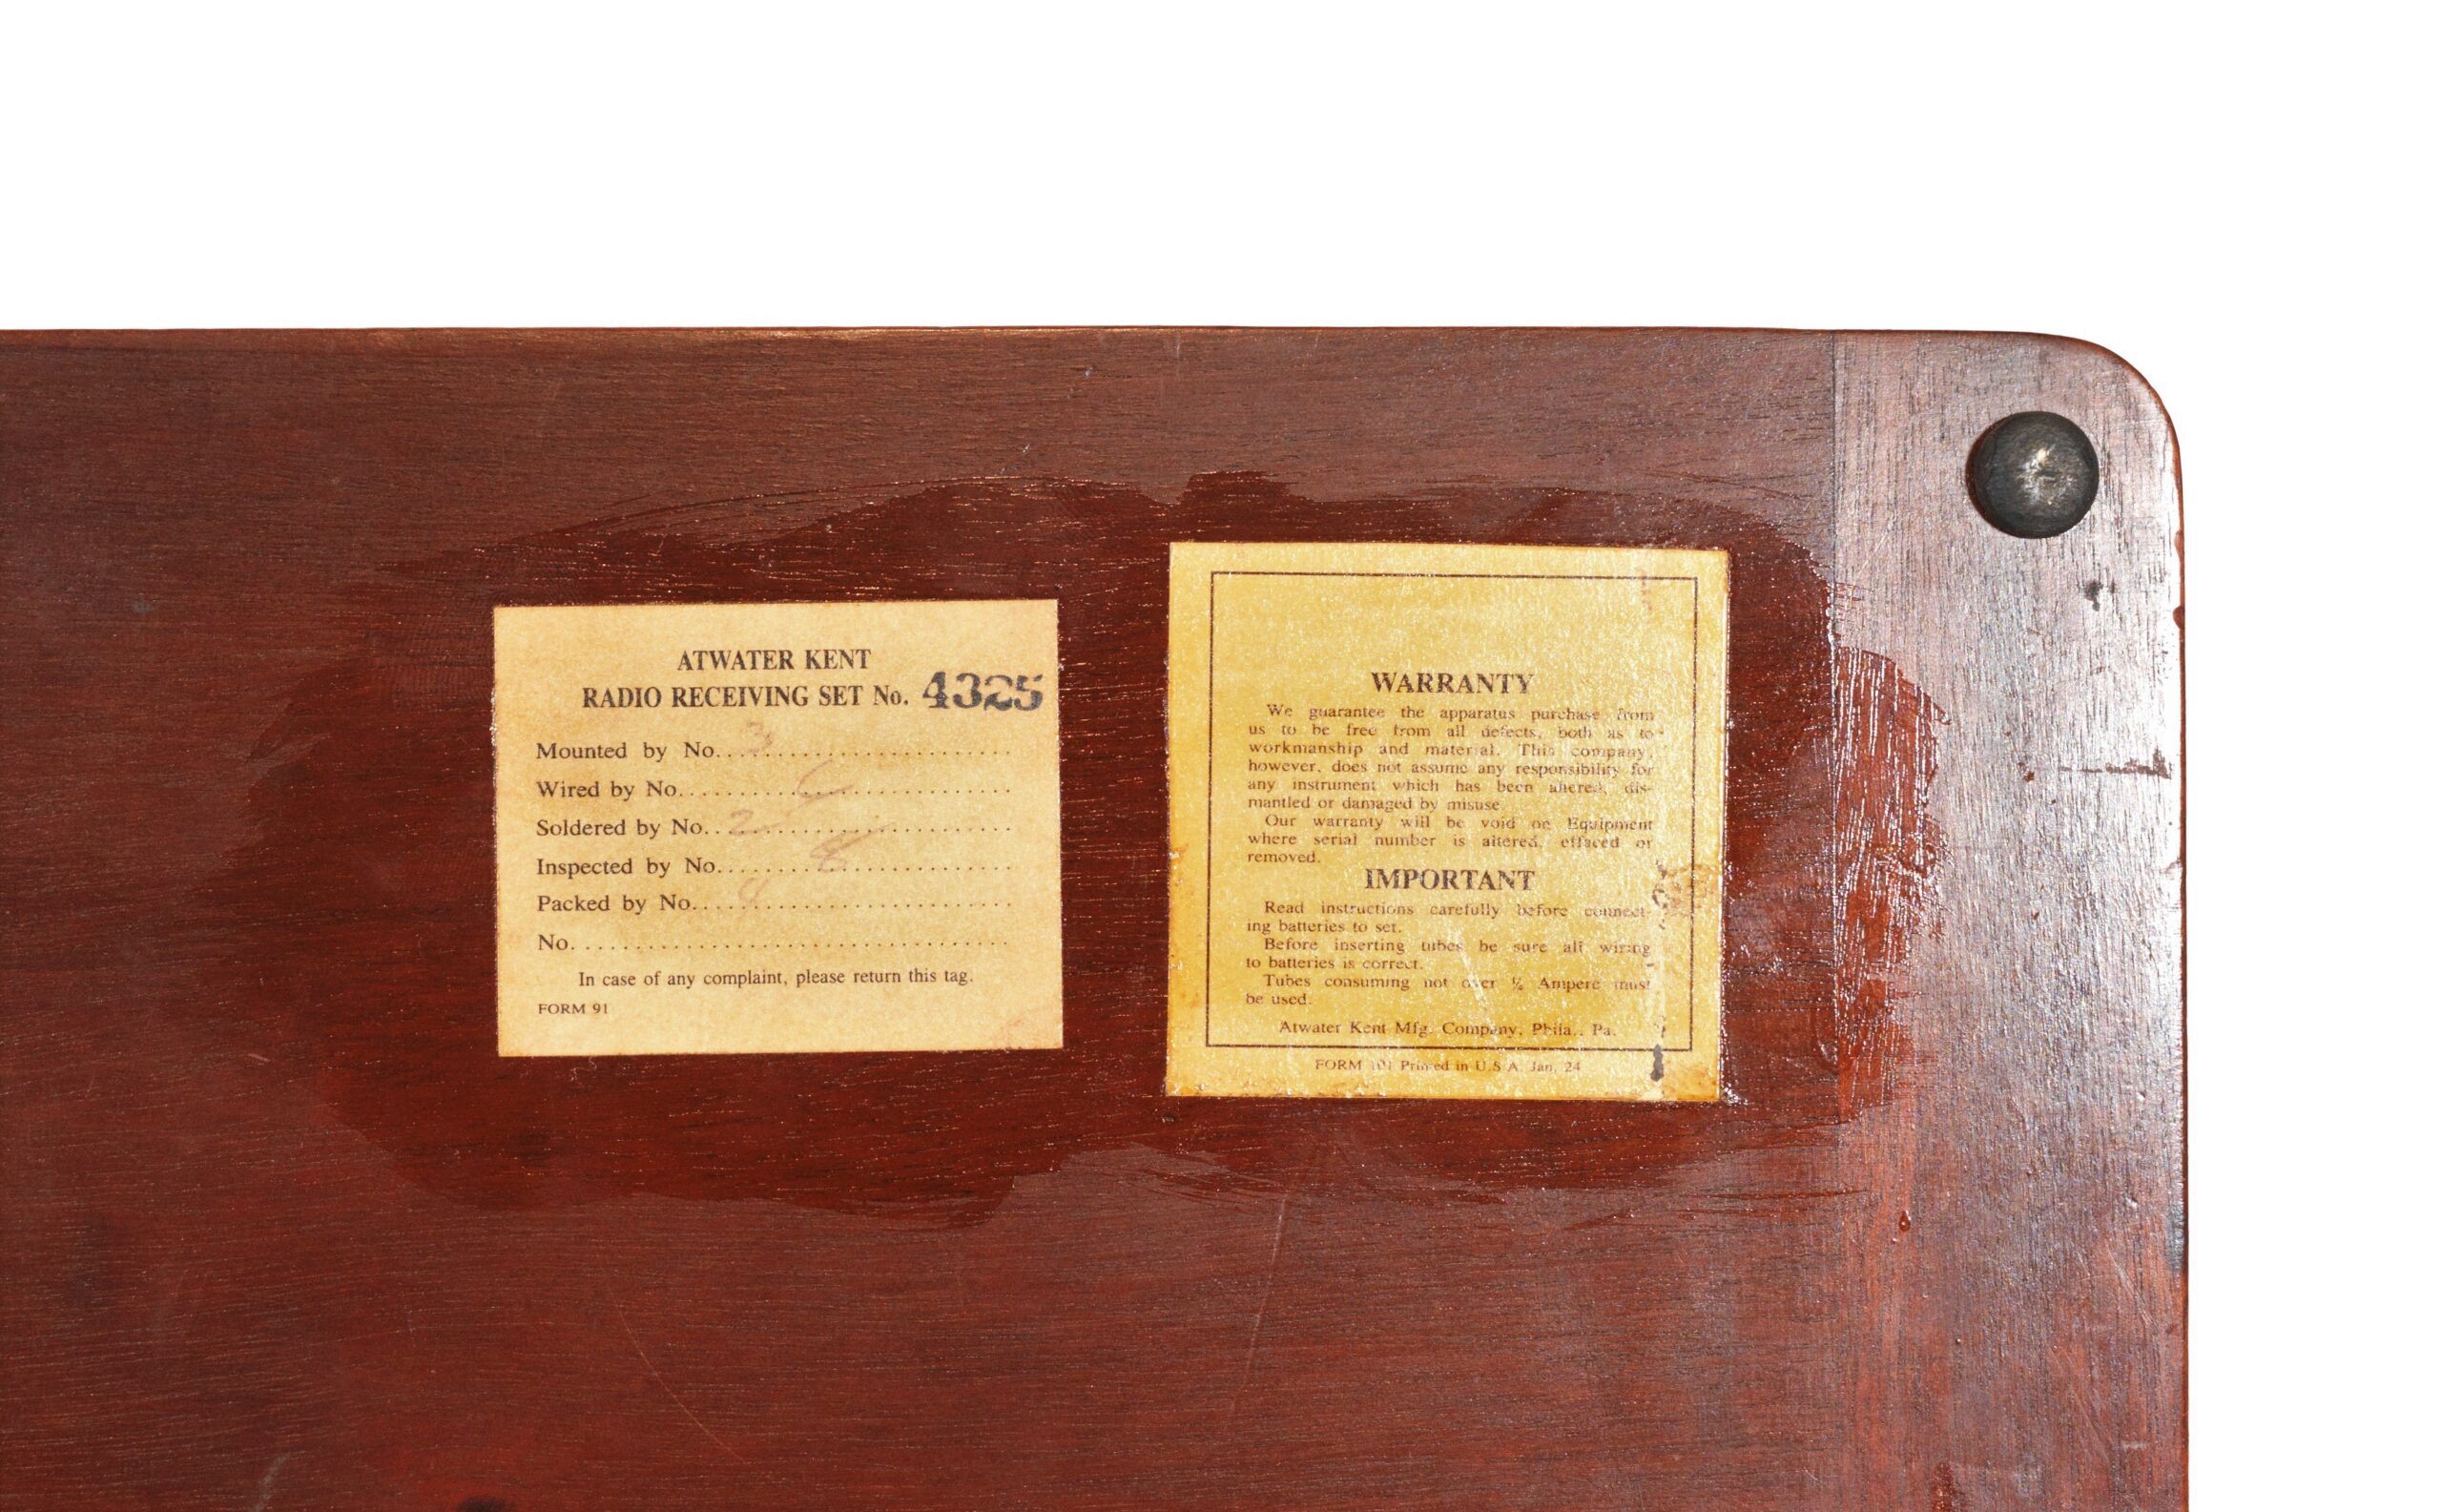 ATWATER KENT
RADIO RECEIVING SET No. 4325
Mounted by No. 3
Wired by No.
Soldered by No. 2
Inspected by No.
Packed by No.
No.
In case of any complaint, please return this tag.
FORM 91
WARRANTY
We guarantee the apparatus purchase from
us to be free from all defects, both as to
workmanship and material. This company,
however, does not assume any responsibility for
any instrument which has been altered, dis-
mantled or damaged by misuse.
Our warranty will be void on Equipment
where serial number is altered, effaced or
removed.
IMPORTANT
Read instructions carefully before connect-
ing batteries to set.
Before inserting tubes be sure all wiring
to batteries is correct.
Tubes consuming not over Ampere must
be used.
Atwater Kent Mfg. Company, Phila., Pa.
FORM 101 Printed in U.S.A. Jan. 24